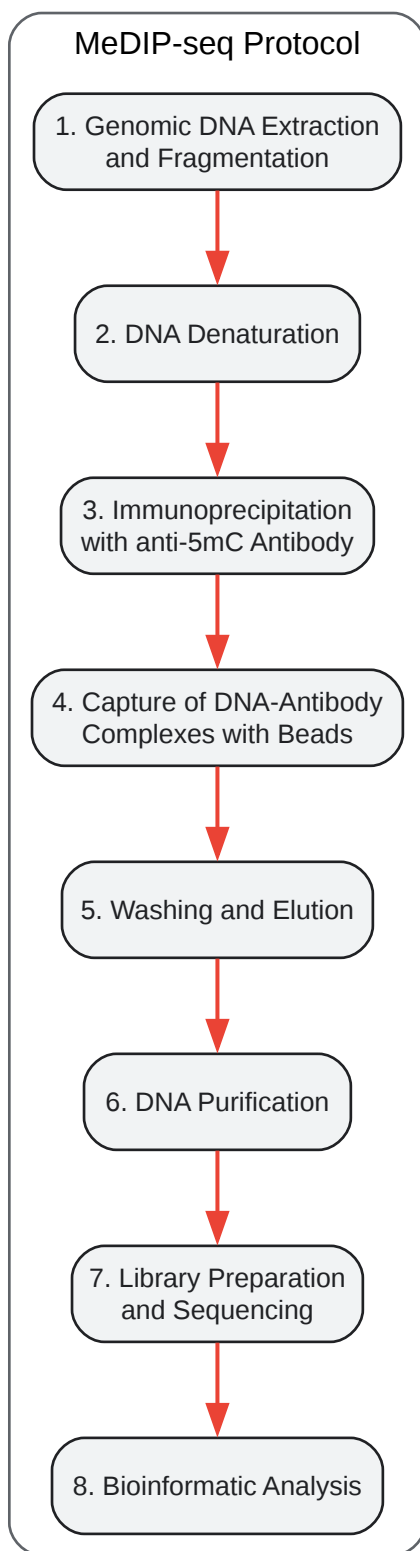 MeDIP-seq Protocol
1. Genomic DNA Extraction
and Fragmentation
2. DNA Denaturation
3. Immunoprecipitation
with anti-5mC Antibody
4. Capture of DNA-Antibody
Complexes with Beads
5. Washing and Elution
6. DNA Purification
7. Library Preparation
and Sequencing
8. Bioinformatic Analysis